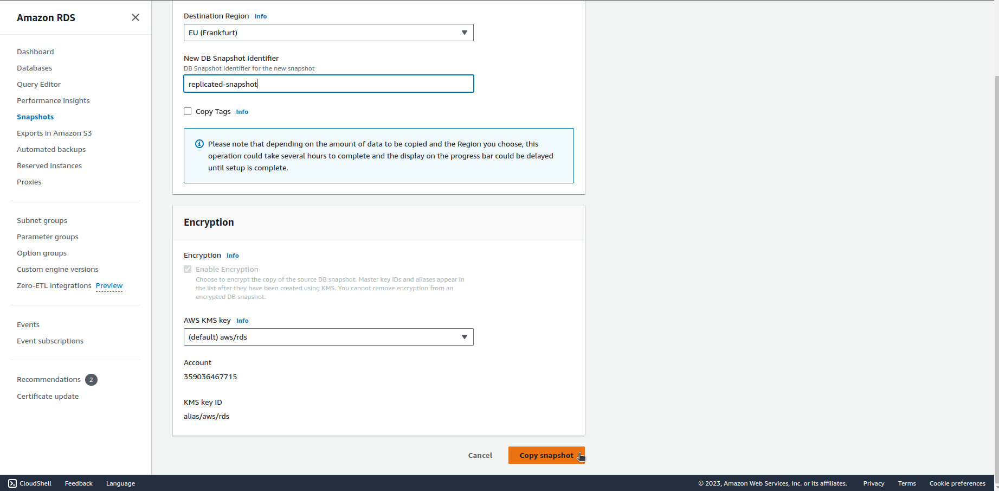 Amazon RDS
Dashboard
Databases
Query Editor
Performance insights
Snapshots
Exports in Amazon S3
Automated backups
Reserved instances
Proxies
Subnet groups
Parameter groups
Option groups
Custom engine versions
Zero-ETL integrations Preview
Events
Event subscriptions
Recommendations 2
Certificate update
Destination Region Info
EU (Frankfurt)
New DB Snapshot Identifier
DB Snapshot Identifier for the new snapshot
replicated-snapshot
Copy Tags Info
Please note that depending on the amount of data to be copied and the Region you choose, this
operation could take several hours to complete and the display on the progress bar could be delayed
until setup is complete.
Encryption
Encryption Info
Enable Encryption
Choose to encrypt the copy of the source DB snapshot. Master key IDs and aliases appear in
the list after they have been created using KMS. You cannot remove encryption from an
encrypted DB snapshot.
AWS KMS key Info
(default) aws/rds
Account
359036467715
KMS key ID
alias/aws/rds
Cancel Copy snapshot
CloudShell Feedback Language © 2023, Amazon Web Services, Inc. or its affiliates. Privacy Terms Cookie preferences